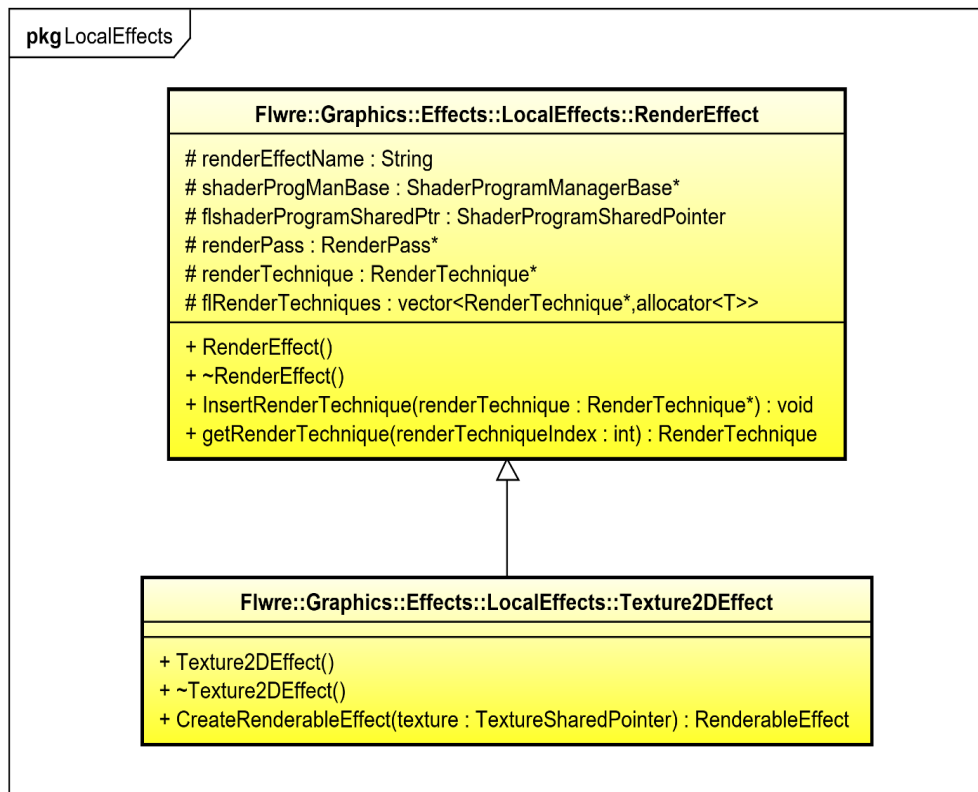 pkg LocalEffects
Flwre::Graphics::Effects::LocalEffects::RenderEffect
# renderEffectName : String
# shaderProgManBase : ShaderProgramManagerBase*
# flshaderProgramSharedPtr : ShaderProgramSharedPointer
# renderPass : RenderPass*
# renderTechnique : RenderTechnique*
# flRenderTechniques : vector<RenderTechnique*,allocator<T>>
+ RenderEffect()
+ ~RenderEffect()
+ InsertRenderTechnique(renderTechnique : RenderTechnique*) : void
+ getRenderTechnique(renderTechniqueIndex : int) : RenderTechnique
Flwre::Graphics::Effects::LocalEffects::Texture2DEffect
+ Texture2DEffect()
+ ~Texture2DEffect()
+ CreateRenderableEffect(texture : TextureSharedPointer) : RenderableEffect